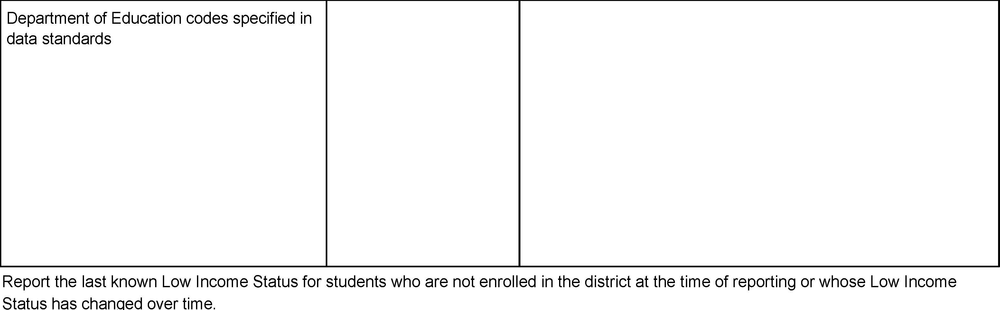 Department of Education codes specified in
data standards
Report the last known Low Income Status for students who are not enrolled in the district at the time of reporting or whose Low Income
Status has changed over time.